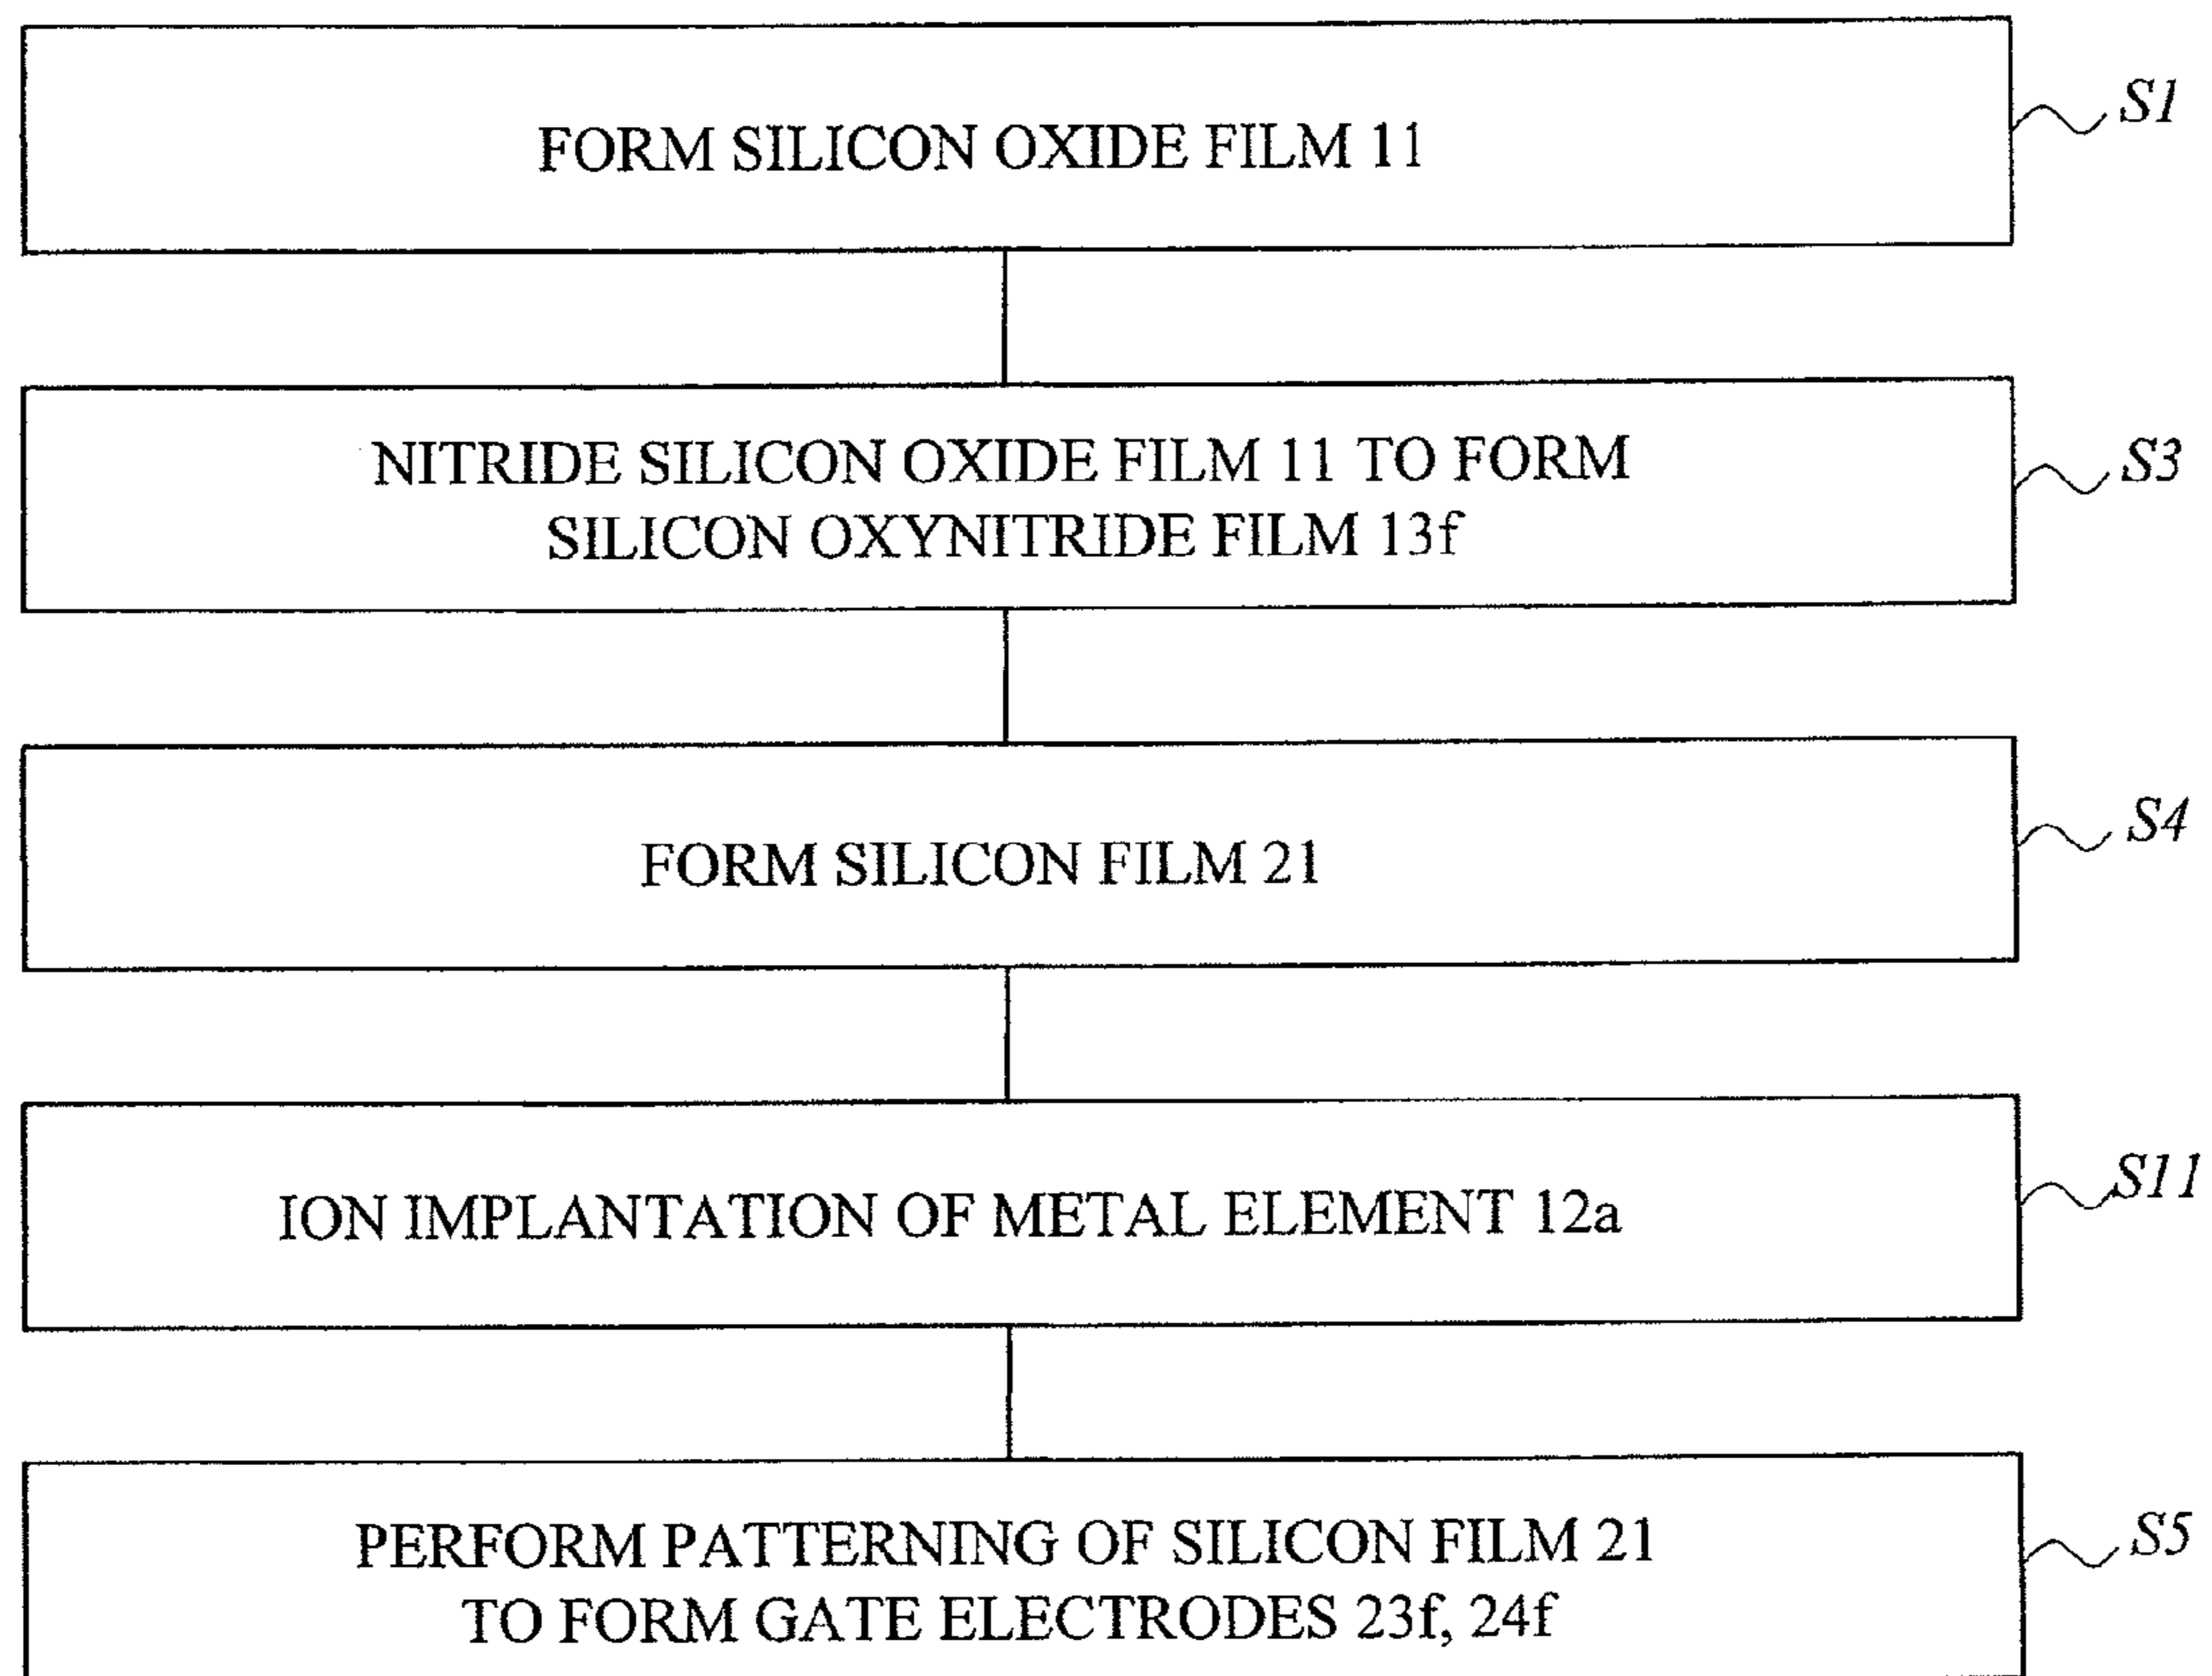 FORM SILICON OXIDE FILM 11
S1
NITRIDE SILICON OXIDE FILM 11 TO FORM
SILICON OXYNITRIDE FILM 13f
S3
FORM SILICON FILM 21
S4
ION IMPLANTATION OF METAL ELEMENT 12a
S11
PERFORM PATTERNING OF SILICON FILM 21
TO FORM GATE ELECTRODES 23f, 24f
S5